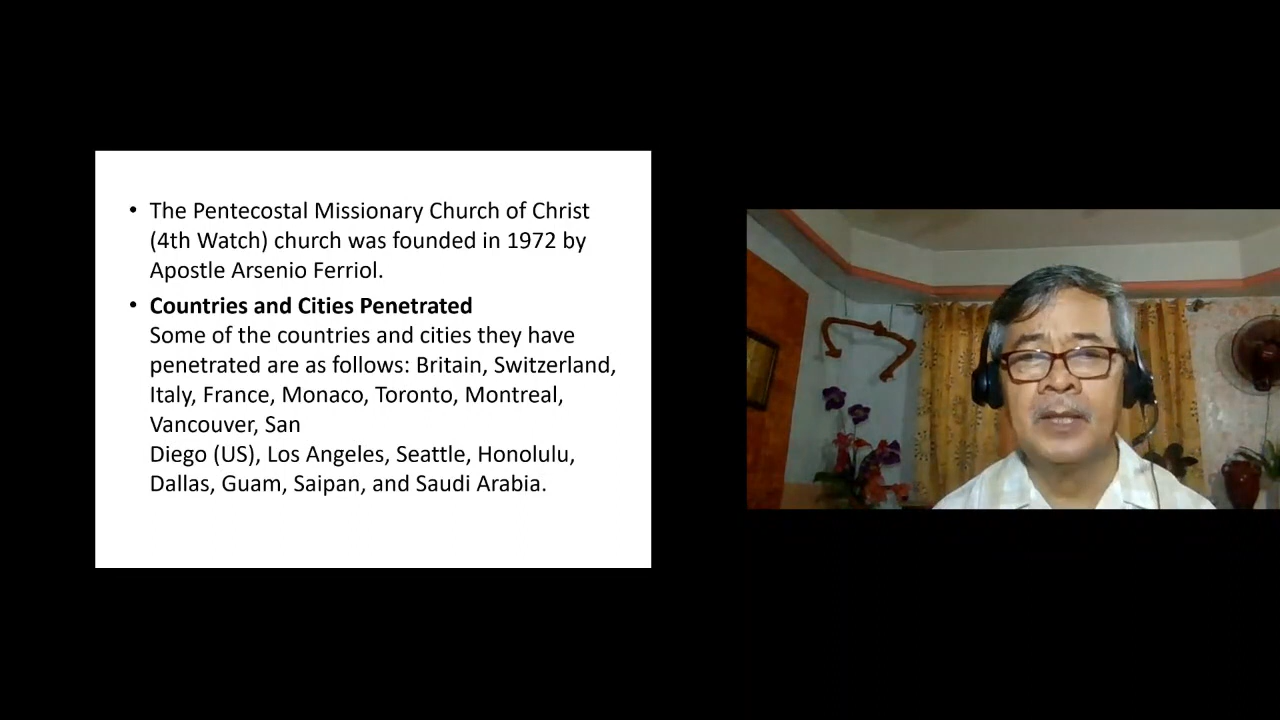 • The Pentecostal Missionary Church of Christ
(4th Watch) church was founded in 1972 by
Apostle Arsenio Ferriol.
• Countries and Cities Penetrated
Some of the countries and cities they have
penetrated are as follows: Britain, Switzerland,
Italy, France, Monaco, Toronto, Montreal,
Vancouver, San
Diego (US), Los Angeles, Seattle, Honolulu,
Dallas, Guam, Saipan, and Saudi Arabia.